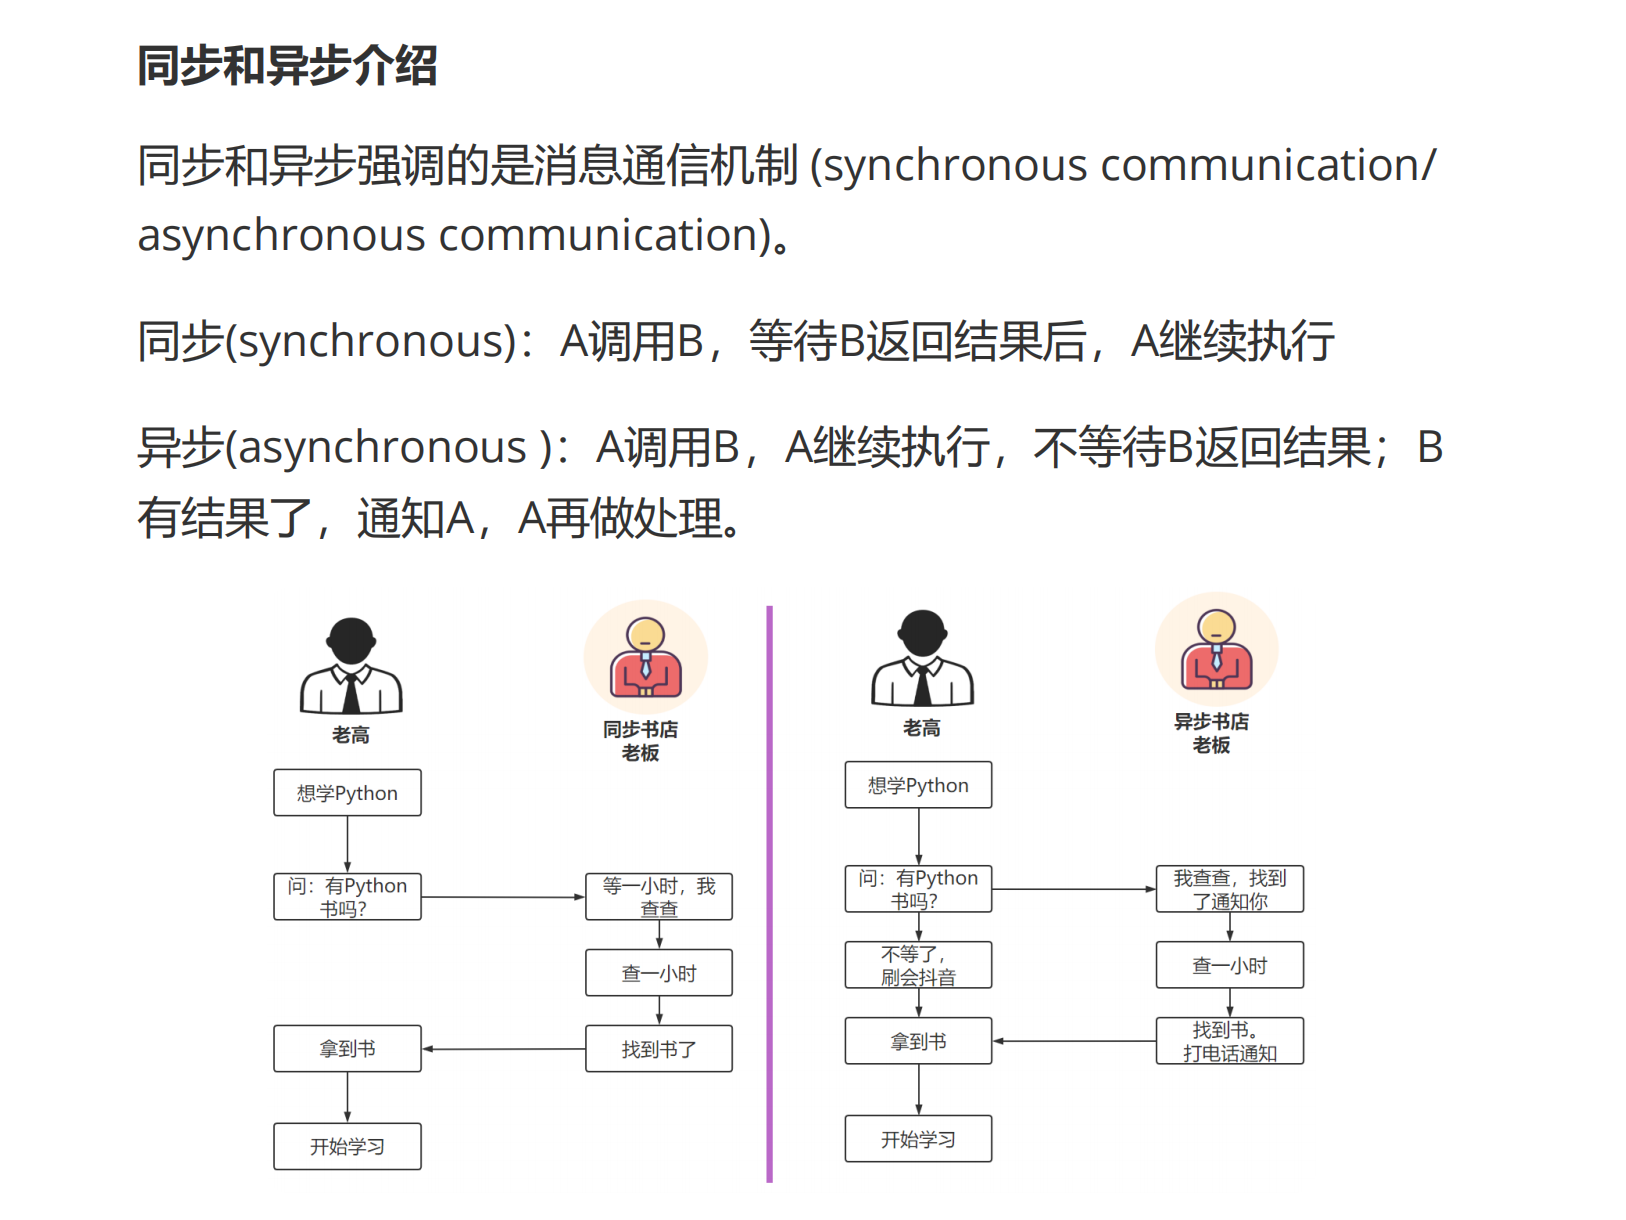 同步和异步介绍
同步和异步强调的是消息通信机制 (synchronous communication/
asynchronous communication)。
同步(synchronous)：A调用B，等待B返回结果后，A继续执行
异步(asynchronous )：A调用B，A继续执行，不等待B返回结果；B
有结果了，通知A，A再做处理。
老高
同步书店
老板
想学Python
问：有Python
书吗?
等一小时，我
查查
查一小时
找到书了
拿到书
开始学习
老高
异步书店
老板
想学Python
问：有Python
书吗?
我查查，找到
了通知你
不等了，
刷会抖音
查一小时
找到书。
打电话通知
拿到书
开始学习